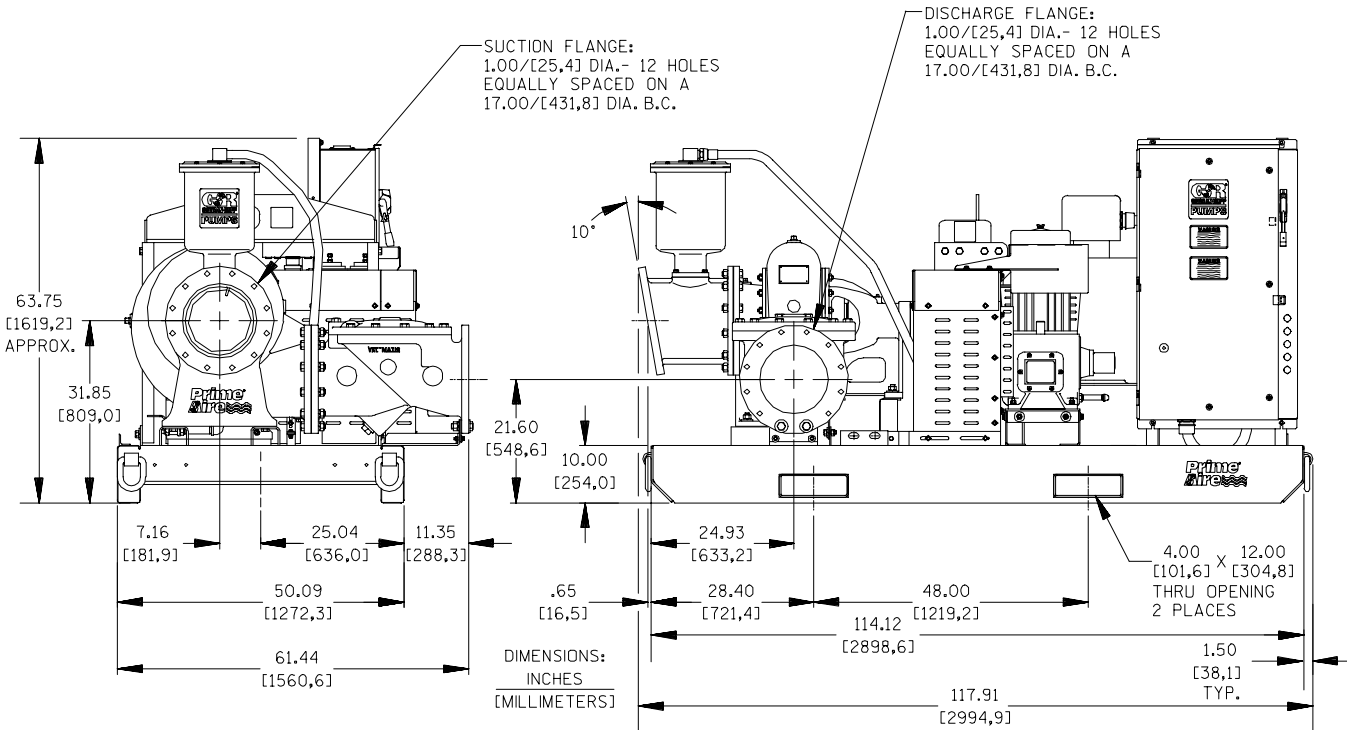 SUCTION FLANGE:
1.00/[25,4] DIA.- 12 HOLES
EQUALLY SPACED ON A
17.00/[431,8] DIA. B.C.
DISCHARGE FLANGE:
1.00/[25,4] DIA.- 12 HOLES
EQUALLY SPACED ON A
17.00/[431,8] DIA. B.C.
63.75
[1619,2]
APPROX.
31.85
[809,0]
PUMPS
Prime
Aire
7.16
[181,9]
25.04
[636,0]
11.35
[288,3]
50.09
[1272,3]
61.44
[1560,6]
10°
PUMPS
21.60
[548,6]
10.00
[254,0]
Prime
Aire
24.93
[633,2]
.65
[16,5]
28.40
[721,4]
48.00
[1219,2]
4.00 X 12.00
[101,6] [304,8]
THRU OPENING
2 PLACES
114.12
[2898,6]
1.50
[38,1]
TYP.
117.91
[2994,9]
DIMENSIONS:
INCHES
[MILLIMETERS]